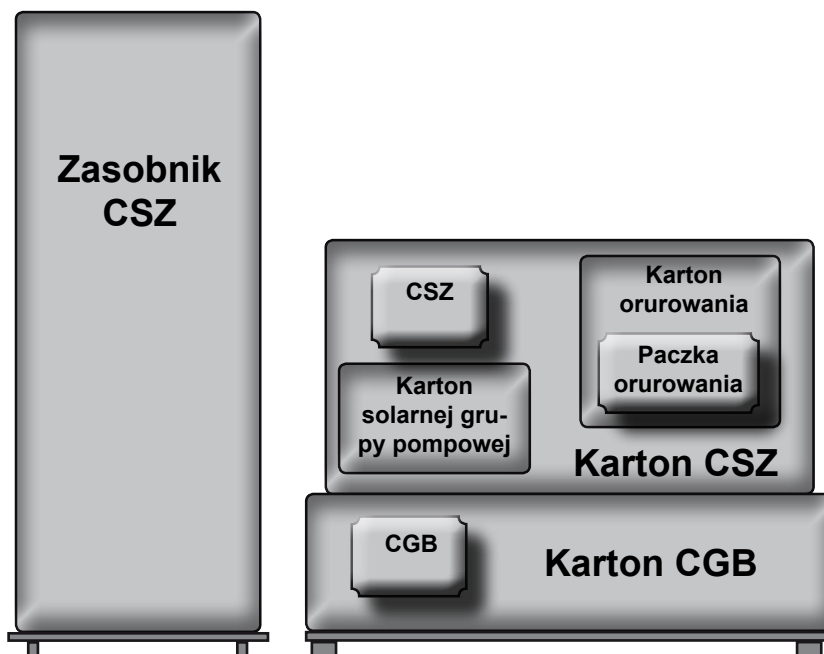 Zasobnik
CSZ
CSZ
Karton
orurowania
Paczka
orurowania
Karton
solarnej gru-
py pompowej
Karton CSZ
CGB
Karton CGB